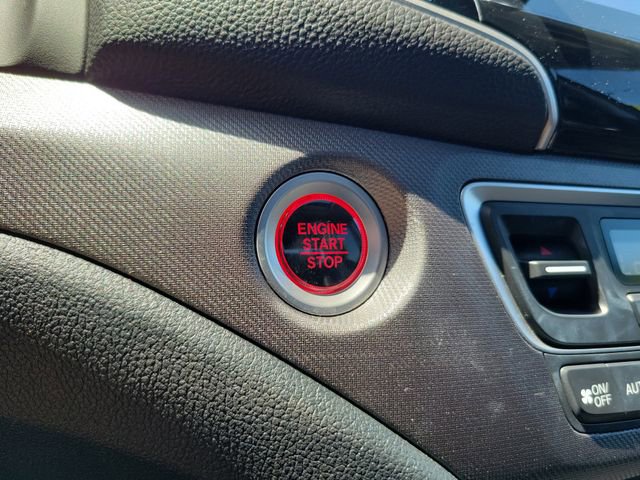 ENGINE
START
STOP
ON/
OFF